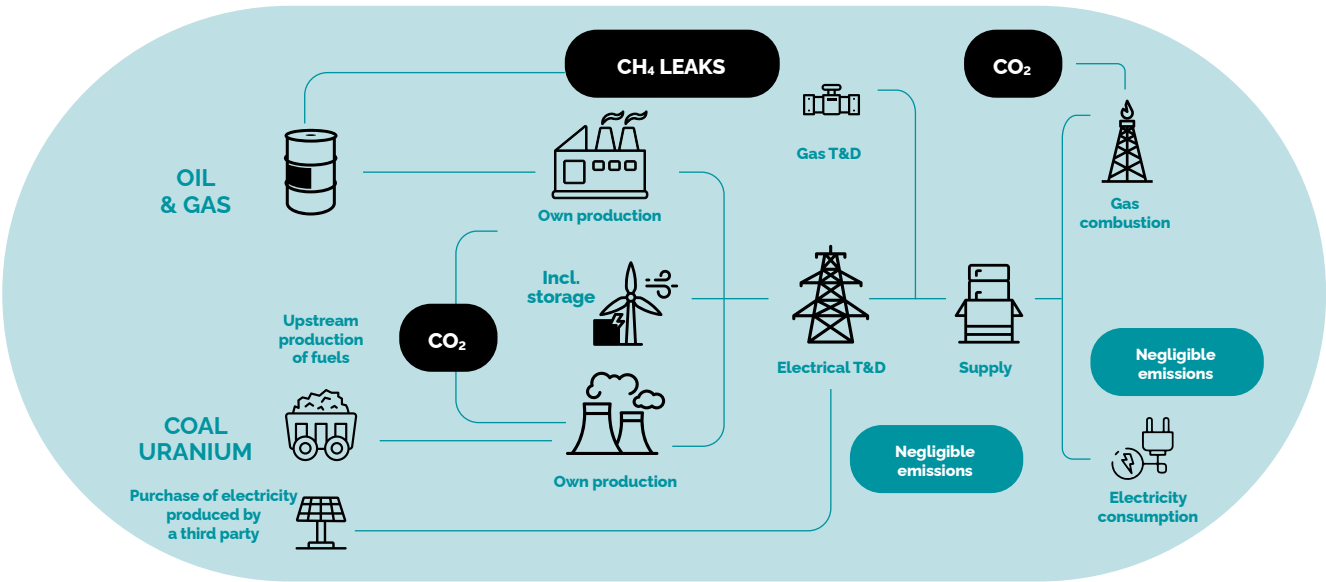 CH₄ LEAKS
CO₂
Gas T&D
OIL
& GAS
Own production
Gas
combustion
Incl.
storage
Upstream
production
of fuels
CO₂
Electrical T&D
Supply
Negligible
emissions
COAL
URANIUM
Own production
Negligible
emissions
Purchase of electricity
produced by
a third party
Electricity
consumption